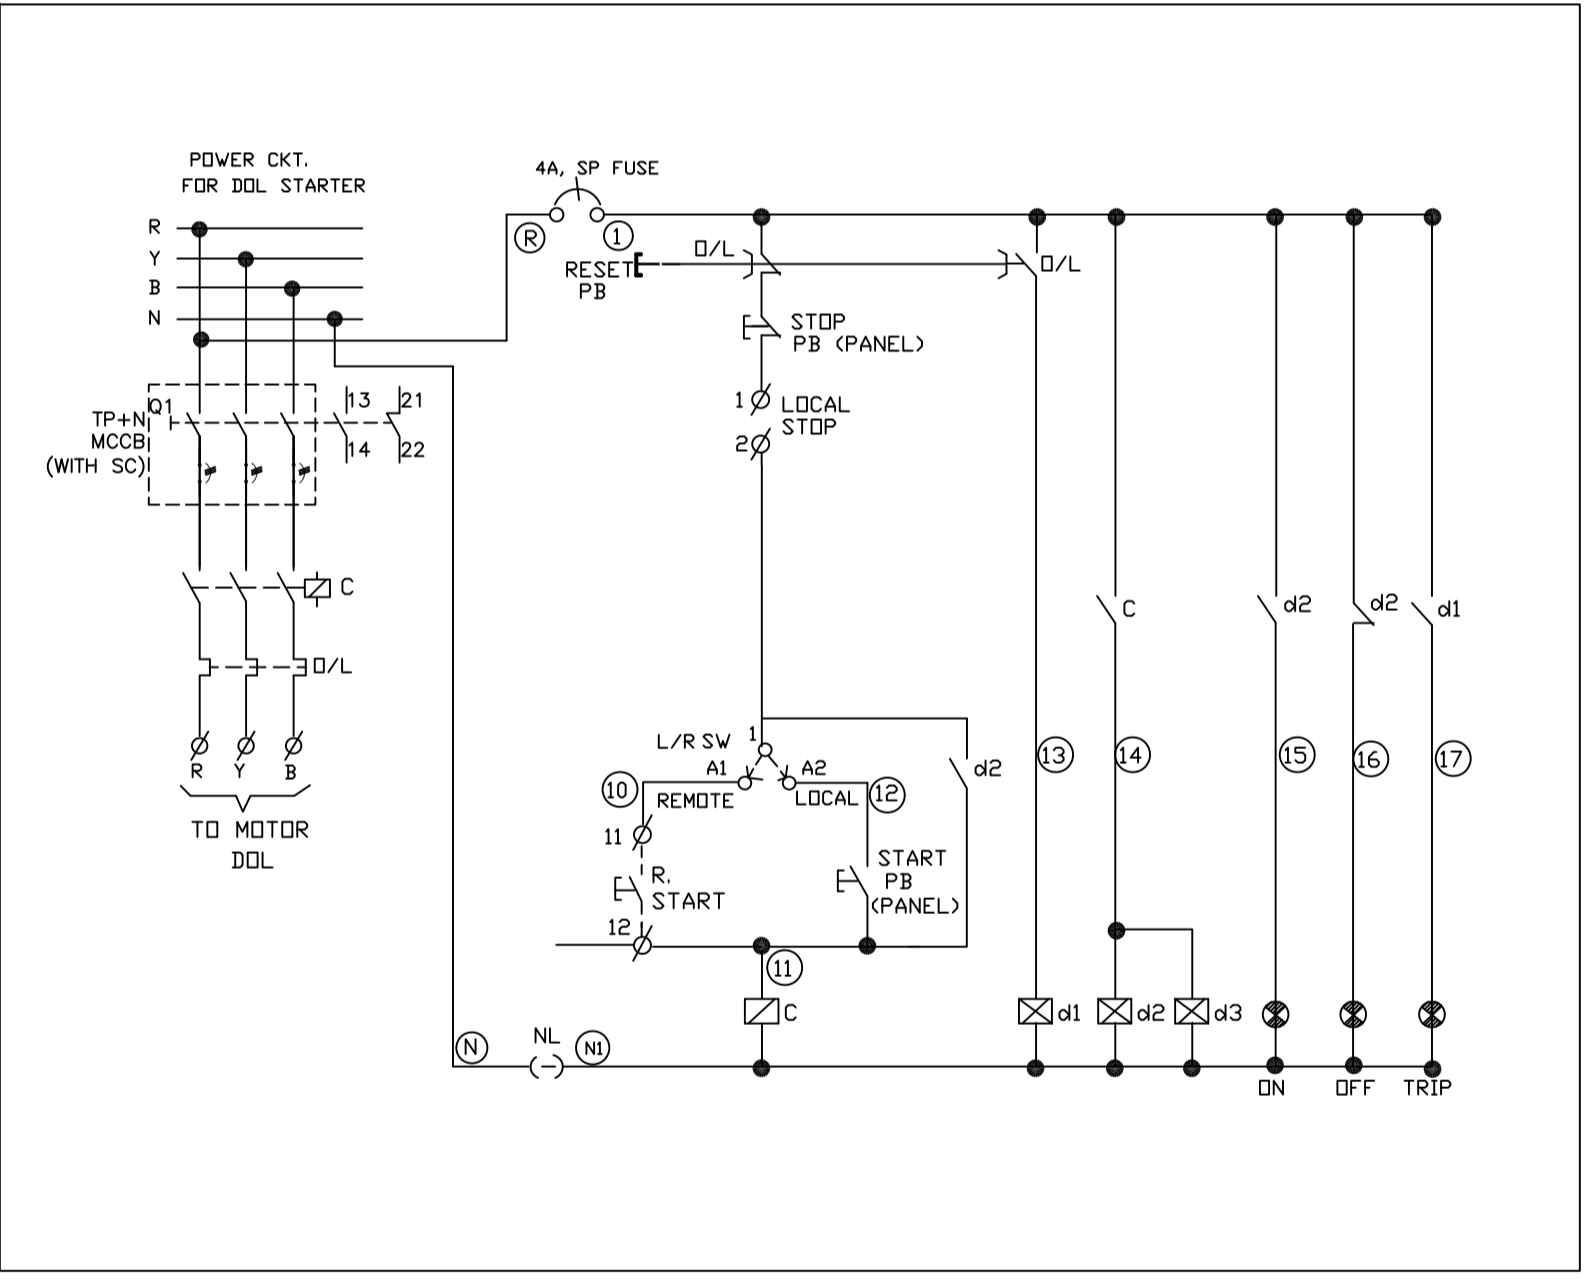 POWER CKT.
FOR DOL STARTER
R
Y
B
N
4A, SP FUSE
R
1
RESET
PB
O/L
O/L
STOP
PB (PANEL)
1
LOCAL
STOP
2
Q1
TP+N
MCCB
(WITH SC)
13
14
21
22
C
O/L
R
Y
B
TO MOTOR
DOL
L/R SW
1
A1
A2
REMOTE
LOCAL
10
12
11
R.
START
12
START
PB
(PANEL)
d2
11
C
13
14
15
16
17
C
d2
d2
d1
d1
d2
d3
N
NL
N1
ON
OFF
TRIP